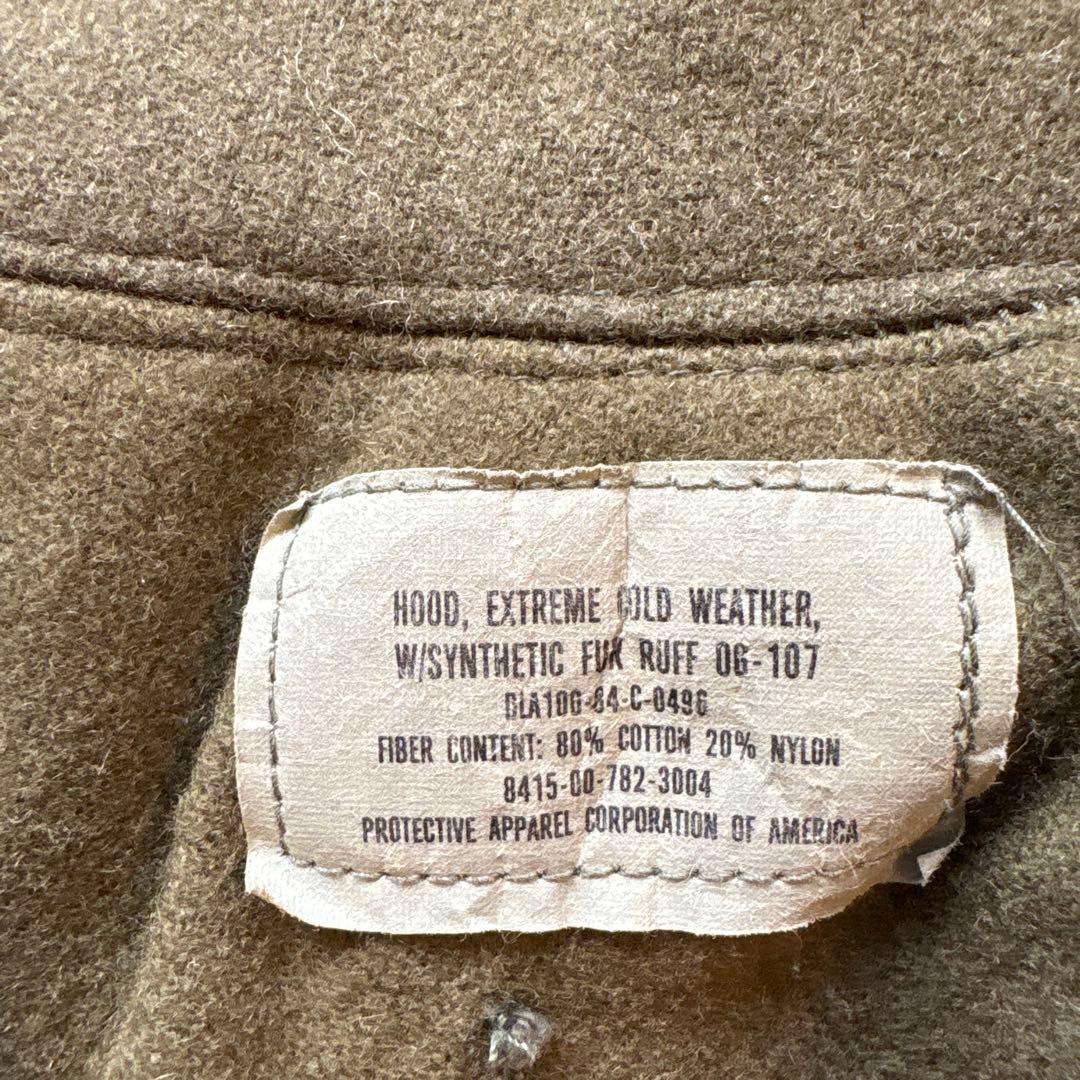 HOOD, EXTREME COLD WEATHER,
W/SYNTHETIC FUR RUFF OG-107
DLA100-84-C-0496
FIBER CONTENT: 80% COTTON 20% NYLON
8415-00-782-3004
PROTECTIVE APPAREL CORPORATION OF AMERICA